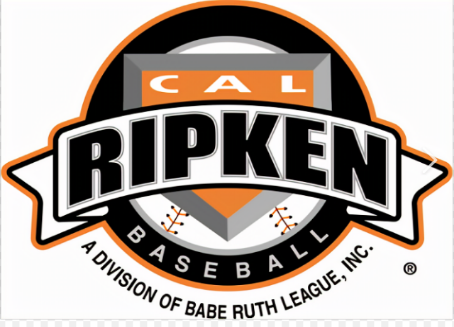 CAL
RIPKEN
BASEBALL
A DIVISION OF BABE RUTH LEAGUE, INC.
®